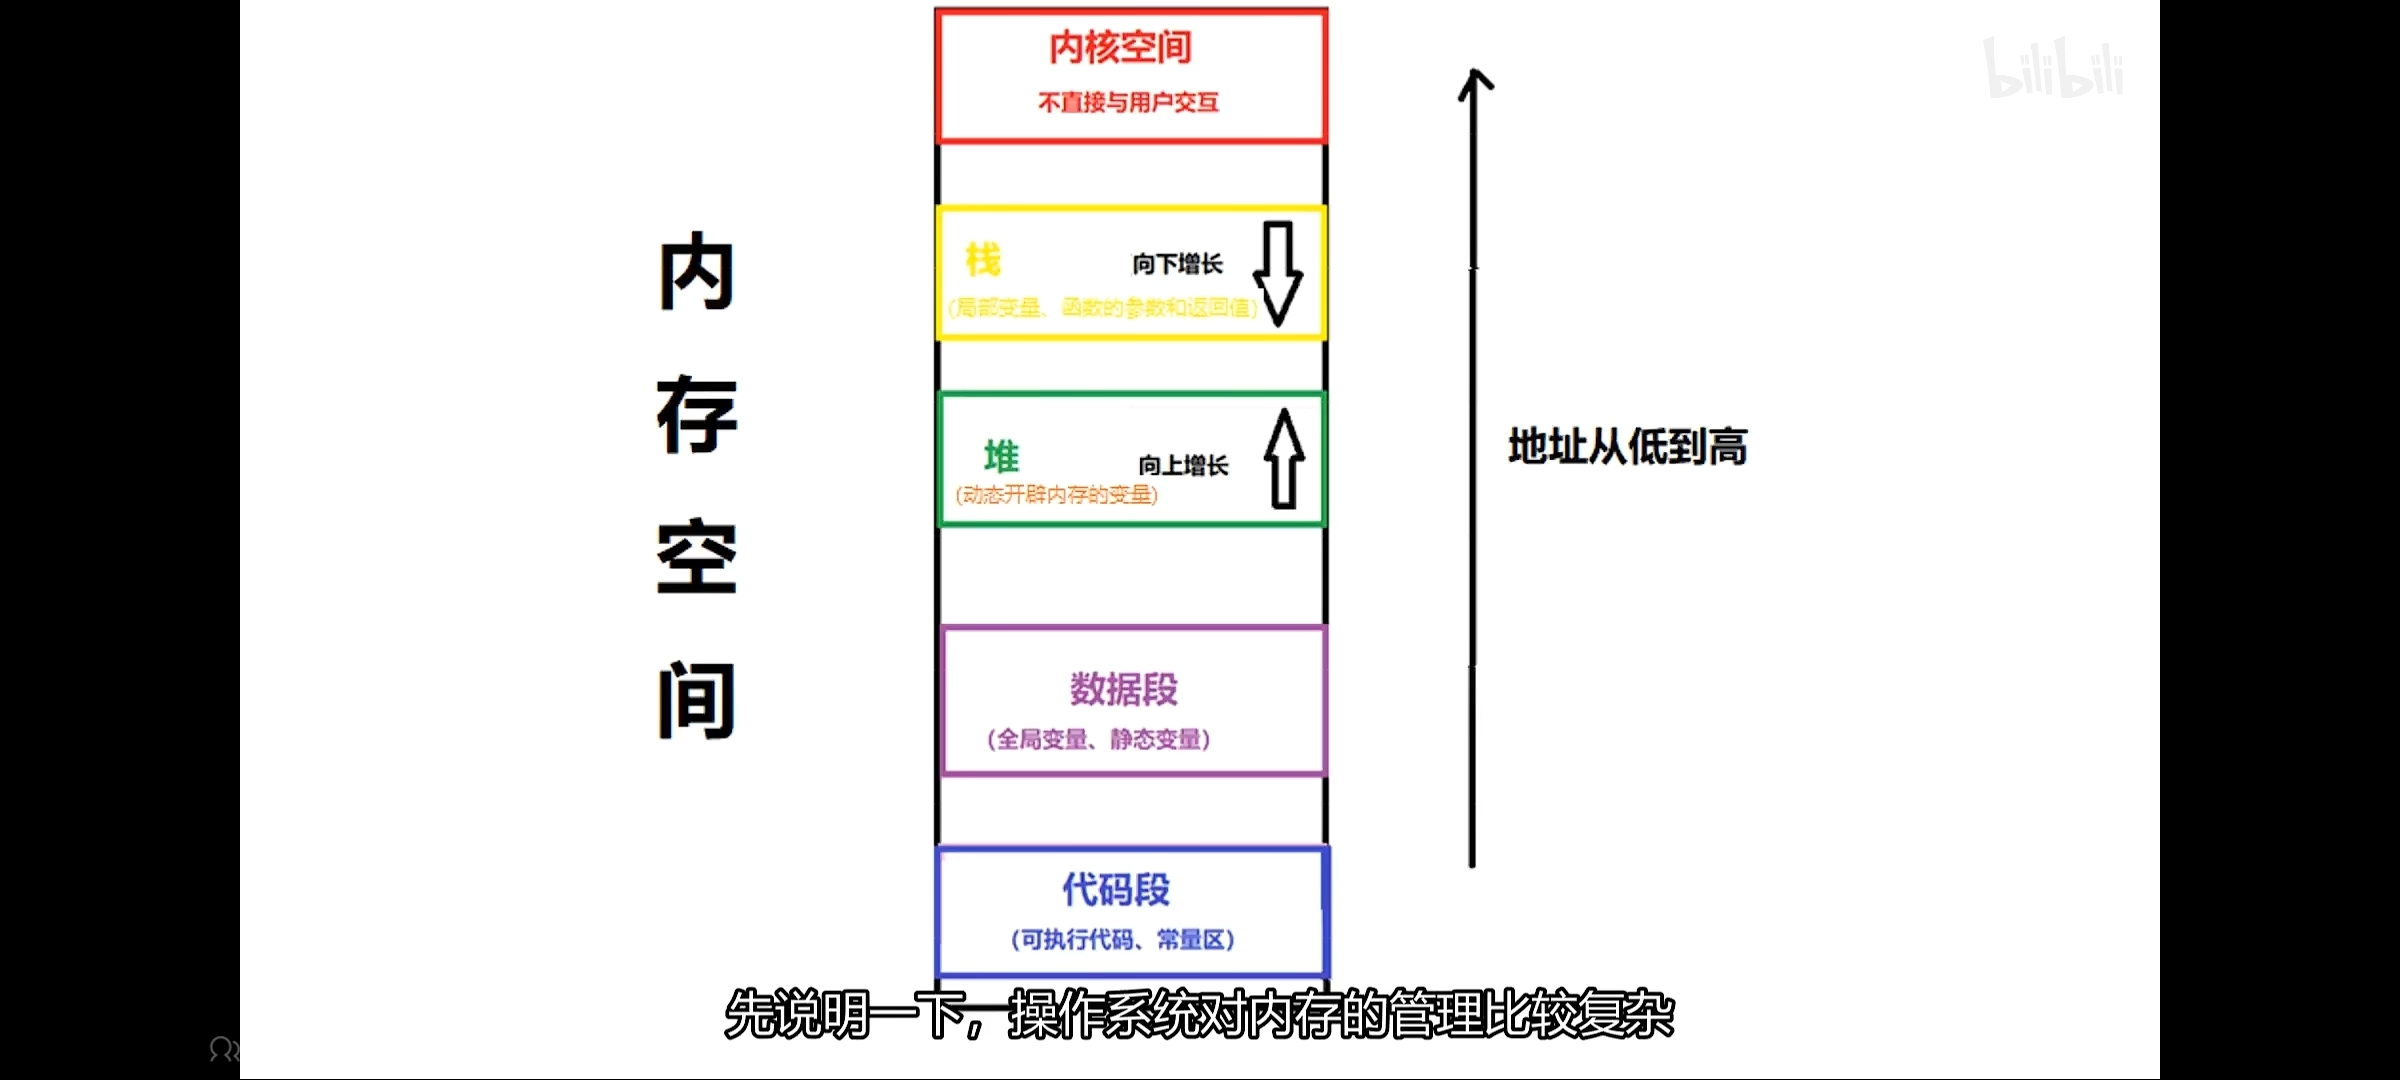 内核空间
不直接与用户交互
bilibili
栈
向下增长
(局部变量、函数的参数和返回值)
堆
向上增长
(动态开辟内存的变量)
内存空间
地址从低到高
数据段
(全局变量、静态变量)
代码段
(可执行代码、常量区)
先说明一下，操作系统对内存的管理比较复杂